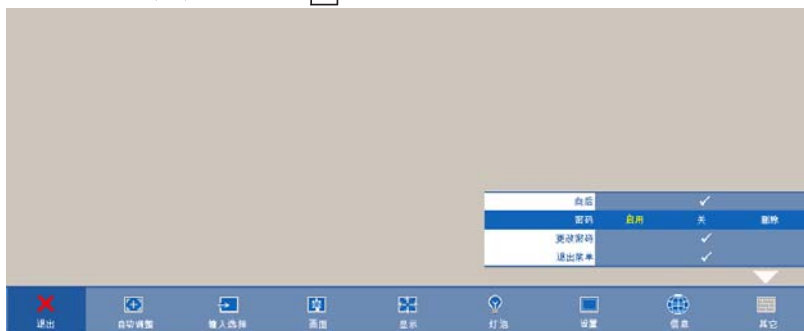 向后
密码 启用 关 删除
更改密码
退出菜单
退出 自动调整 输入选择 画面 显示 灯泡 设置 信息 其它